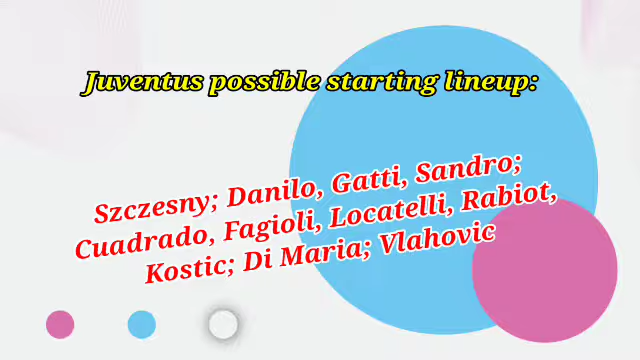 Juventus possible starting lineup:
Szczesny; Danilo, Gatti, Sandro;
Cuadrado, Fagioli, Locatelli, Rabiot,
Kostic; Di Maria; Vlahovic